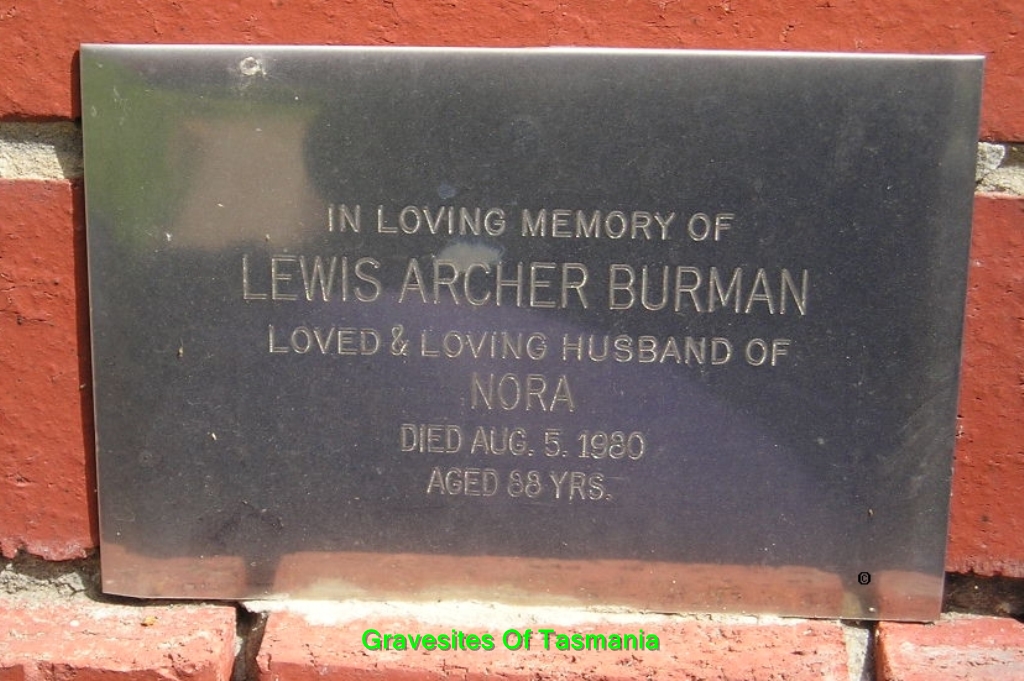 IN LOVING MEMORY OF
LEWIS ARCHER BURMAN
LOVED & LOVING HUSBAND OF
NORA
DIED AUG. 5. 1980
AGED 88 YRS.
©
Gravesites Of Tasmania